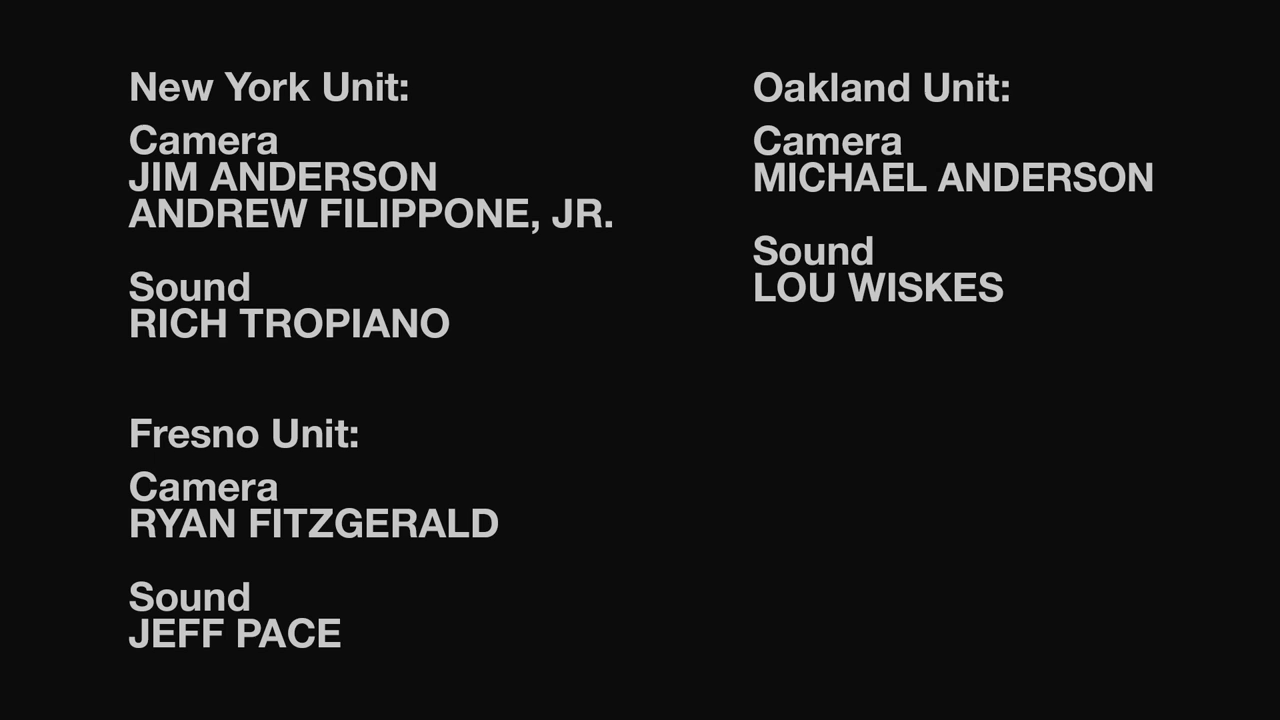 New York Unit:
Camera
JIM ANDERSON
ANDREW FILIPPONE, JR.
Sound
RICH TROPIANO
Fresno Unit:
Camera
RYAN FITZGERALD
Sound
JEFF PACE
Oakland Unit:
Camera
MICHAEL ANDERSON
Sound
LOU WISKES